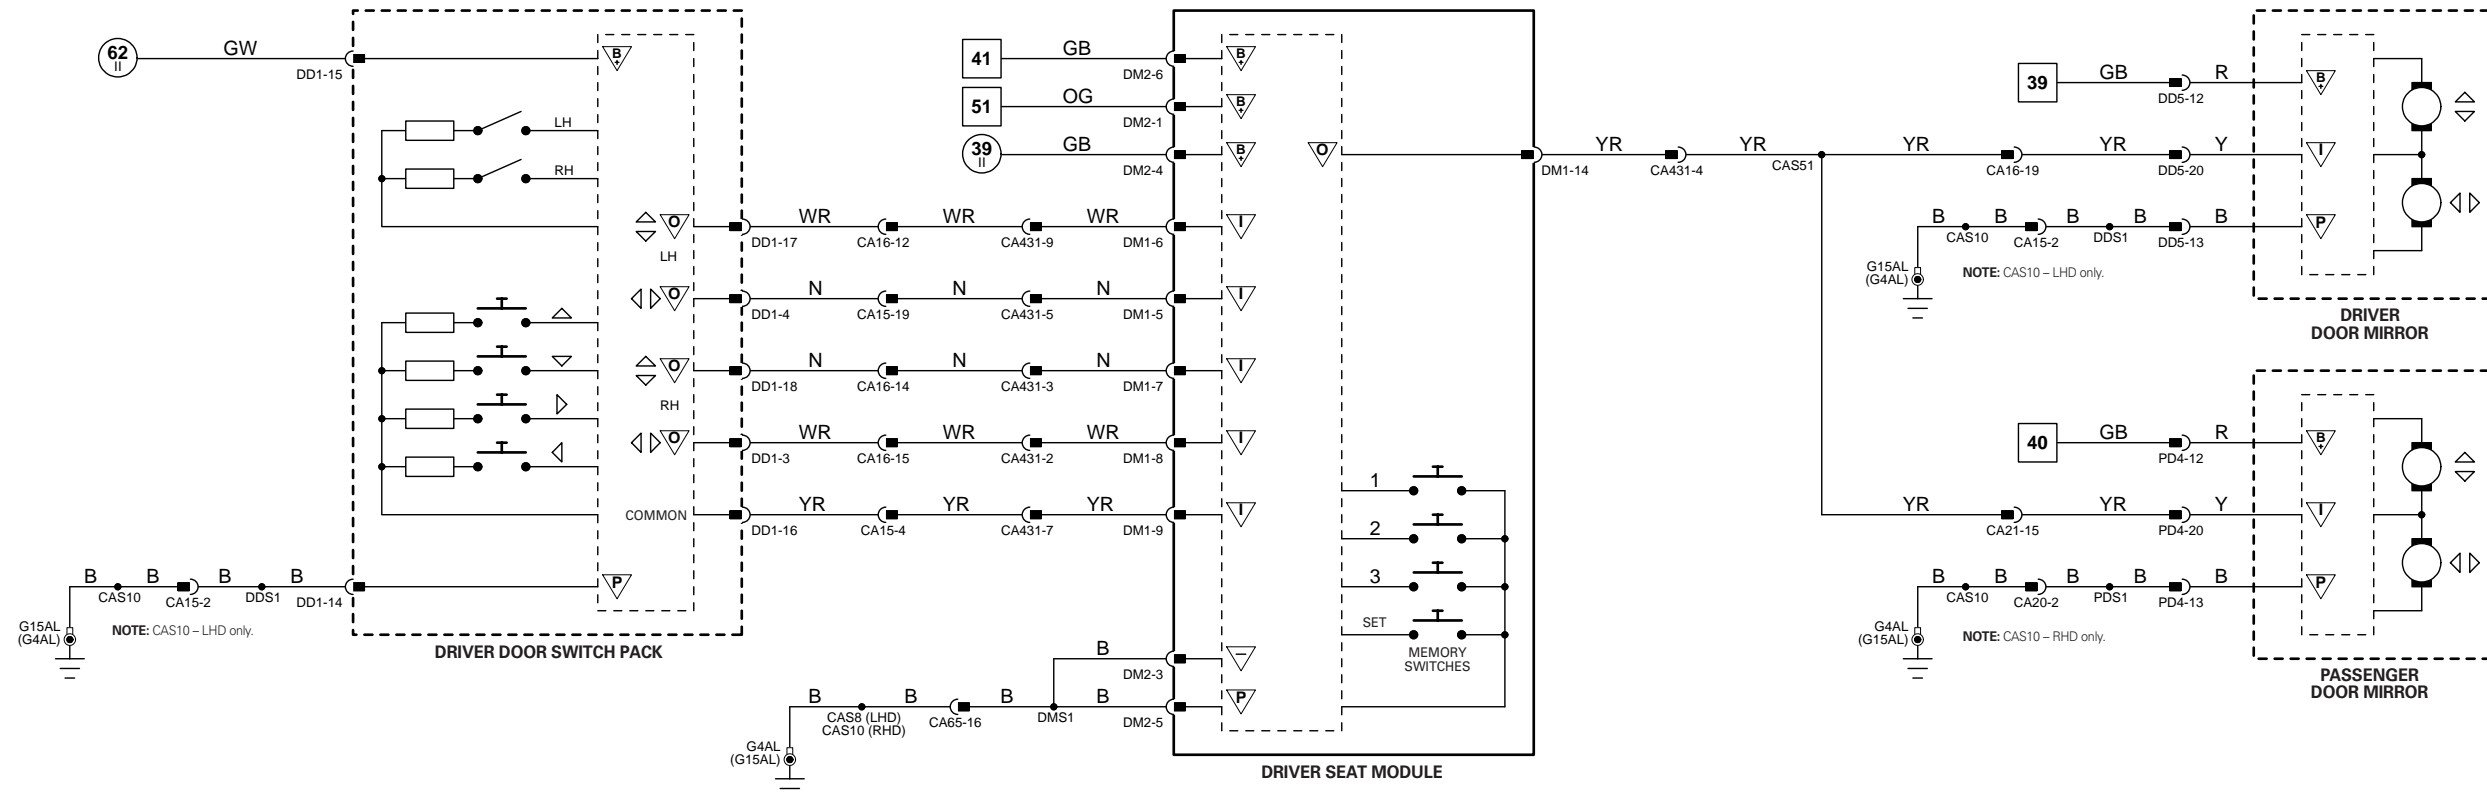 62
II
GW
DD1-15
B
+
LH
RH
O
LH
O
O
RH
O
COMMON
P
B
B
B
B
CAS10
CA15-2
DDS1
DD1-14
G15AL
(G4AL)
NOTE: CAS10 – LHD only.
DRIVER DOOR SWITCH PACK
WR
WR
WR
DD1-17
CA16-12
CA431-9
DM1-6
N
N
N
DD1-4
CA15-19
CA431-5
DM1-5
N
N
N
DD1-18
CA16-14
CA431-3
DM1-7
WR
WR
WR
DD1-3
CA16-15
CA431-2
DM1-8
YR
YR
YR
DD1-16
CA15-4
CA431-7
DM1-9
41
GB
DM2-6
B
+
51
OG
DM2-1
B
+
39
II
GB
DM2-4
B
+
I
I
I
I
I
O
1
2
3
SET
MEMORY
SWITCHES
B
DM2-3
–
B
B
B
B
CAS8 (LHD)
CAS10 (RHD)
CA65-16
DMS1
DM2-5
P
G4AL
(G15AL)
DRIVER SEAT MODULE
YR
YR
YR
YR
Y
DM1-14
CA431-4
CAS51
CA16-19
DD5-20
I
39
GB
R
DD5-12
B
+
B
B
B
B
B
CAS10
CA15-2
DDS1
DD5-13
P
G15AL
(G4AL)
NOTE: CAS10 – LHD only.
DRIVER
DOOR MIRROR
40
GB
R
PD4-12
B
+
YR
YR
Y
CA21-15
PD4-20
I
B
B
B
B
B
CAS10
CA20-2
PDS1
PD4-13
P
G4AL
(G15AL)
NOTE: CAS10 – RHD only.
PASSENGER
DOOR MIRROR